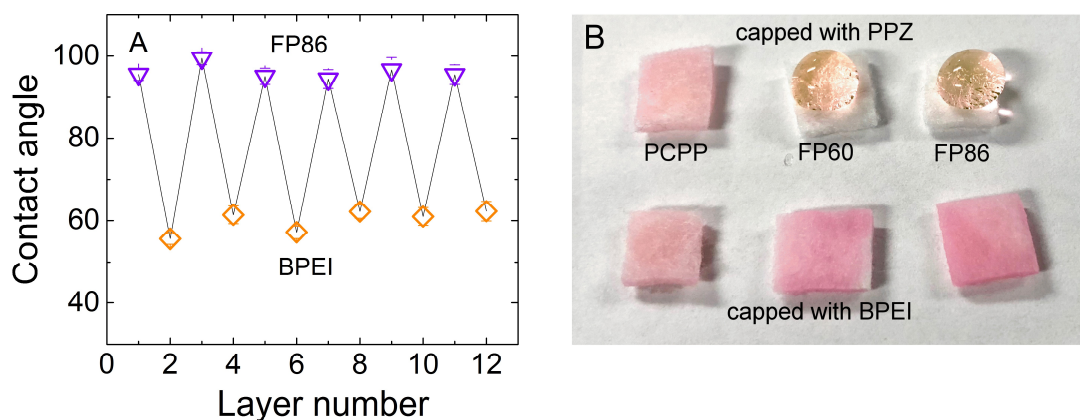 A
FP86
BPEI
Contact angle
100
80
60
40
0 2 4 6 8 10 12
Layer number
B
capped with PPZ
PCPP FP60 FP86
capped with BPEI